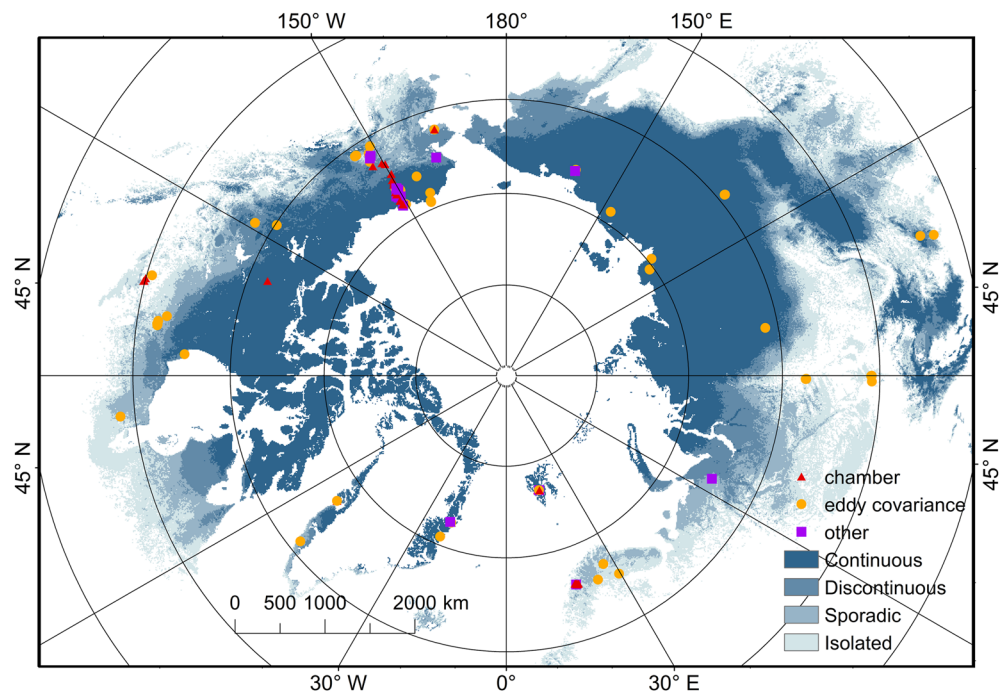 150° W 180° 150° E
45° N
45° N
45° N
45° N
chamber
eddy covariance
other
Continuous
Discontinuous
Sporadic
Isolated
0 500 1000 2000 km
30° W 0° 30° E